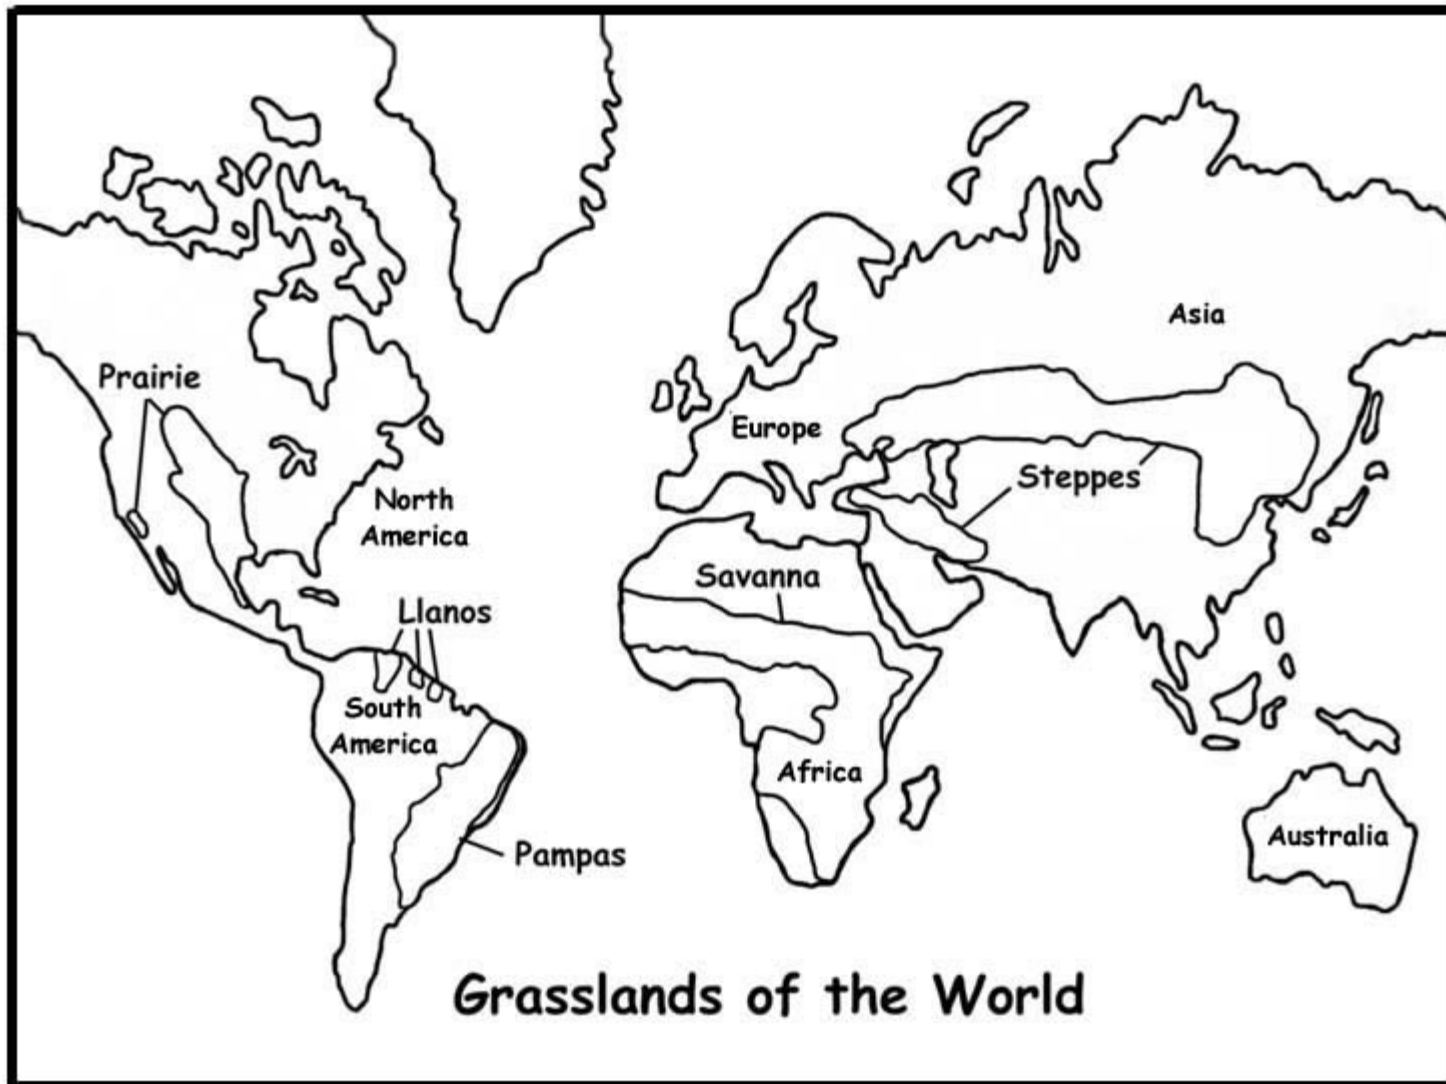 Asia
Prairie
Europe
Steppes
North
America
Savanna
Llanos
South
America
Africa
Australia
Pampas
Grasslands of the World